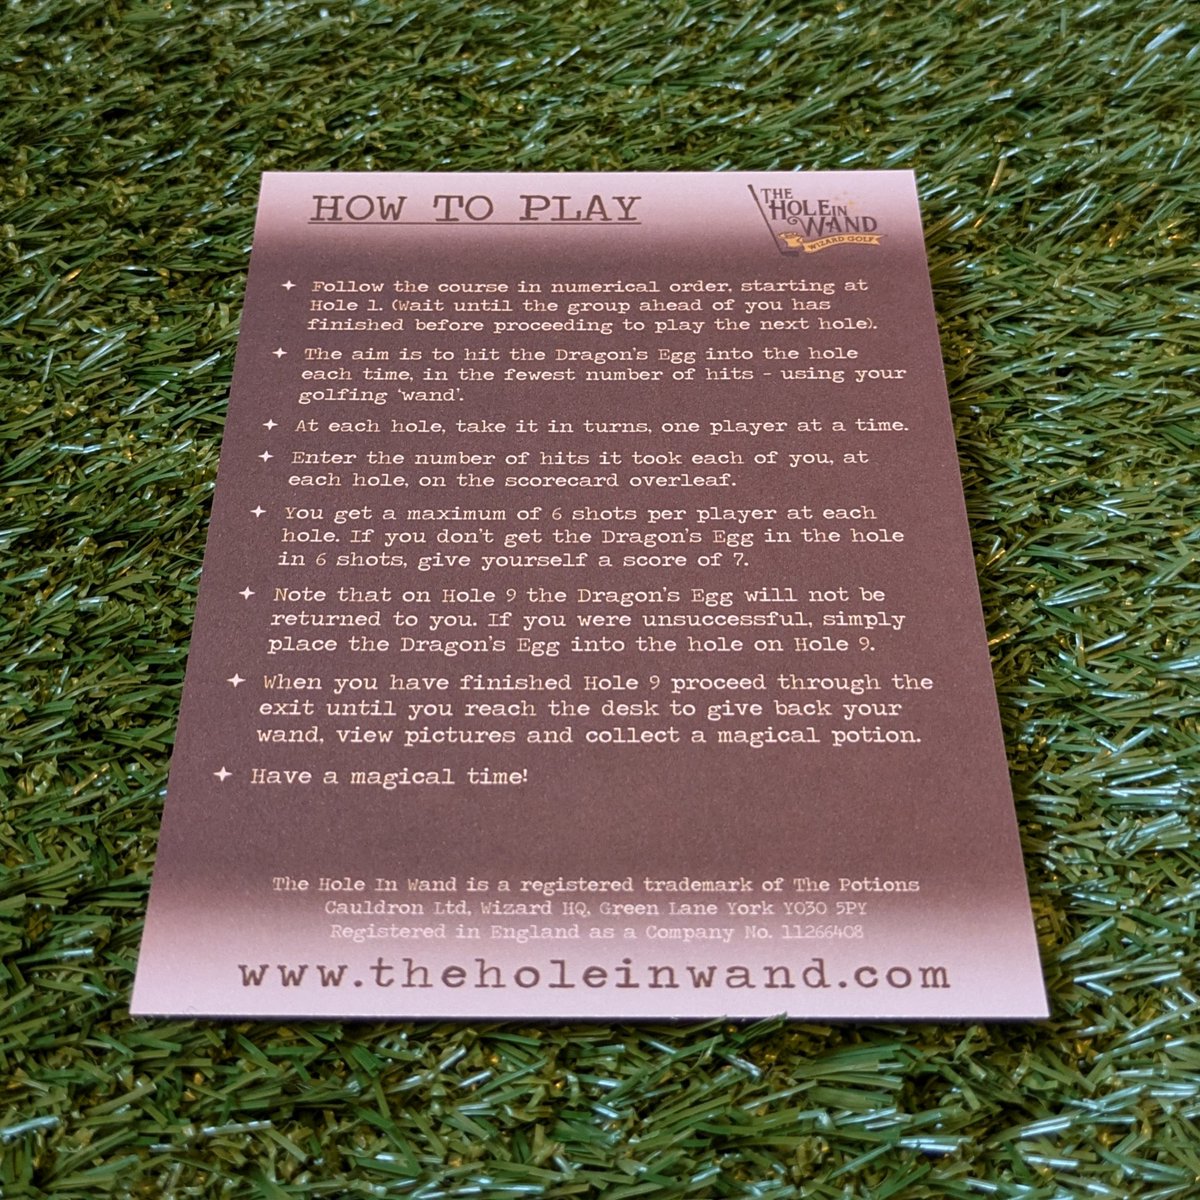 HOW TO PLAY
THE
HOLE IN
WAND
WIZARD GOLF
Follow the course in numerical order, starting at
Hole 1. (Wait until the group ahead of you has
finished before proceeding to play the next hole).
The aim is to hit the Dragon's Egg into the hole
each time, in the fewest number of hits - using your
golfing 'wand'.
At each hole, take it in turns, one player at a time.
Enter the number of hits it took each of you, at
each hole, on the scorecard overleaf.
You get a maximum of 6 shots per player at each
hole. If you don't get the Dragon's Egg in the hole
in 6 shots, give yourself a score of 7.
Note that on Hole 9 the Dragon's Egg will not be
returned to you. If you were unsuccessful, simply
place the Dragon's Egg into the hole on Hole 9.
When you have finished Hole 9 proceed through the
exit until you reach the desk to give back your
wand, view pictures and collect a magical potion.
Have a magical time!
The Hole In Wand is a registered trademark of The Potions
Cauldron Ltd, Wizard HQ, Green Lane York YO30 5PY
Registered in England as a Company No. 11266408
www.theholeinwand.com